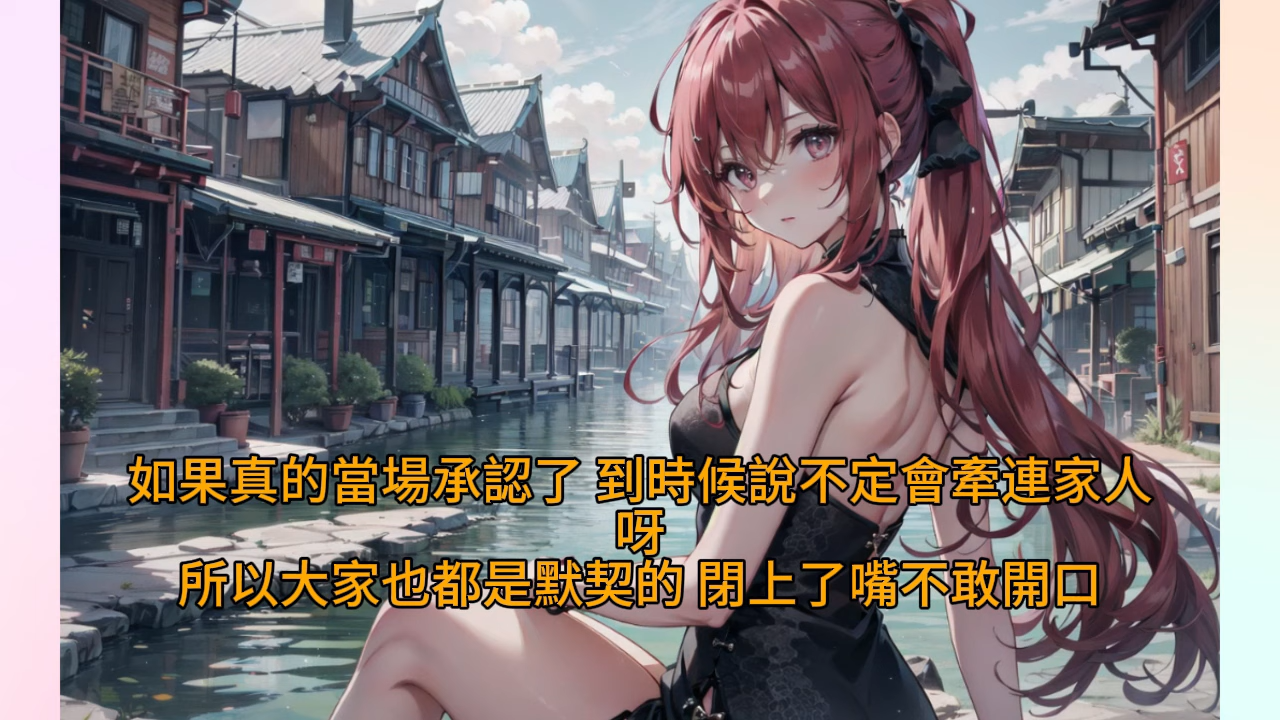 如果真的當場承認了 到時候說不定會牽連家人
呀
所以大家也都是默契的 閉上了嘴不敢開口